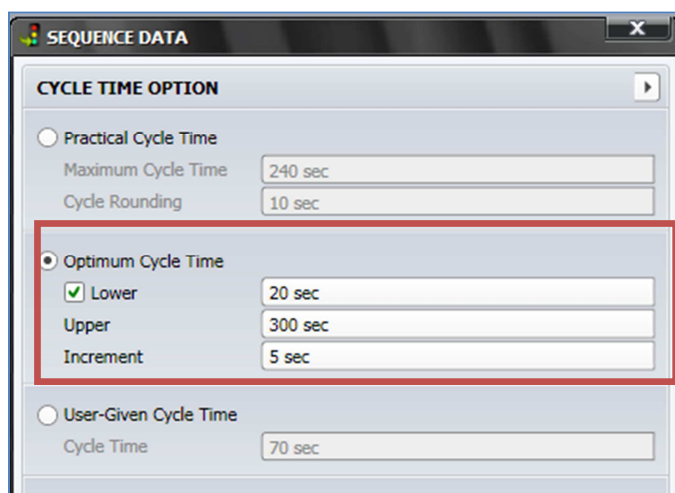 SEQUENCE DATA
CYCLE TIME OPTION
Practical Cycle Time
Maximum Cycle Time 240 sec
Cycle Rounding 10 sec
Optimum Cycle Time
Lower 20 sec
Upper 300 sec
Increment 5 sec
User-Given Cycle Time
Cycle Time 70 sec